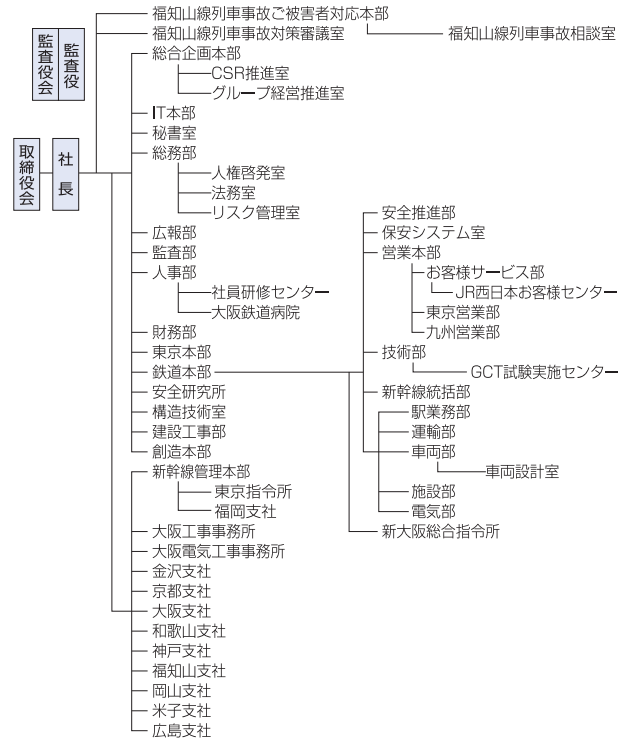 福知山線列車事故ご被害者対応本部
福知山線列車事故対策審議室
福知山線列車事故相談室
監査役会
監査役
総合企画本部
CSR推進室
グループ経営推進室
IT本部
秘書室
取締役会
社長
総務部
人権啓発室
法務室
リスク管理室
広報部
監査部
人事部
社員研修センター
大阪鉄道病院
財務部
東京本部
鉄道本部
安全推進部
保安システム室
営業本部
お客様サービス部
JR西日本お客様センター
東京営業部
九州営業部
技術部
GCT試験実施センター
新幹線統括部
駅業務部
運輸部
車両部
車両設計室
施設部
電気部
新大阪総合指令所
安全研究所
構造技術室
建設工事部
創造本部
新幹線管理本部
東京指令所
福岡支社
大阪工事事務所
大阪電気工事事務所
金沢支社
京都支社
大阪支社
和歌山支社
神戸支社
福知山支社
岡山支社
米子支社
広島支社